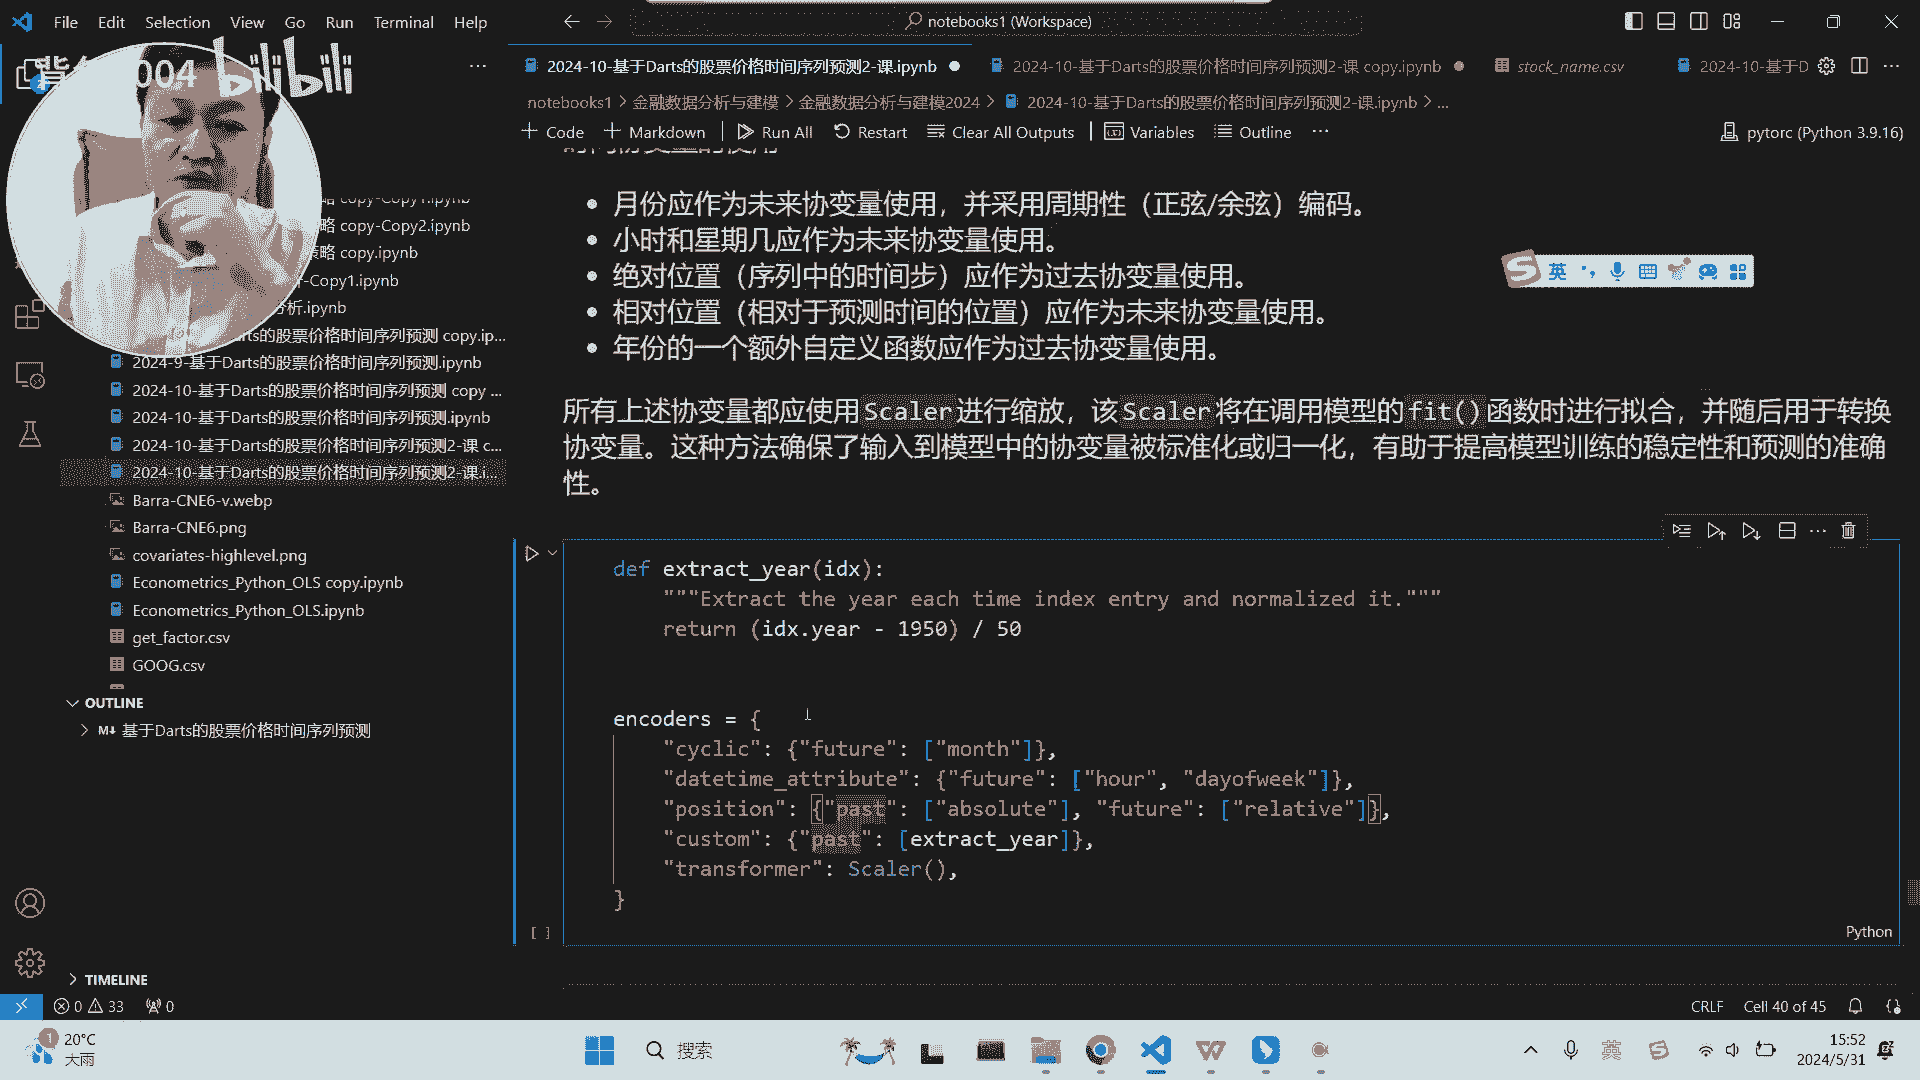 File Edit Selection View Go Run Terminal Help
notebooks1 (Workspace)
004 bilibili
2024-10-基于Darts的股票价格时间序列预测2-课.ipynb
2024-10-基于Darts的股票价格时间序列预测2-课 copy.ipynb
stock_name.csv
2024-10-基于D
notebooks1 > 金融数据分析与建模 > 金融数据分析与建模2024 > 2024-10-基于Darts的股票价格时间序列预测2-课.ipynb > ...
+ Code + Markdown Run All Restart Clear All Outputs Variables Outline ...
pytorc (Python 3.9.16)
略 copy-Copy1.ipynb
略 copy-Copy2.ipynb
策略 copy.ipynb
-Copy1.ipynb
分析.ipynb
arts的股票价格时间序列预测 copy.ip...
2024-9-基于Darts的股票价格时间序列预测.ipynb
2024-10-基于Darts的股票价格时间序列预测 copy ...
2024-10-基于Darts的股票价格时间序列预测.ipynb
2024-10-基于Darts的股票价格时间序列预测2-课 c...
2024-10-基于Darts的股票价格时间序列预测2-课.i...
Barra-CNE6-v.webp
Barra-CNE6.png
covariates-highlevel.png
Econometrics_Python_OLS copy.ipynb
Econometrics_Python_OLS.ipynb
get_factor.csv
GOOG.csv
OUTLINE
M↓ 基于Darts的股票价格时间序列预测
TIMELINE
• 月份应作为未来协变量使用，并采用周期性（正弦/余弦）编码。
• 小时和星期几应作为未来协变量使用。
• 绝对位置（序列中的时间步）应作为过去协变量使用。
• 相对位置（相对于预测时间的位置）应作为未来协变量使用。
• 年份的一个额外自定义函数应作为过去协变量使用。
所有上述协变量都应使用Scaler进行缩放，该Scaler将在调用模型的fit()函数时进行拟合，并随后用于转换
协变量。这种方法确保了输入到模型中的协变量被标准化或归一化，有助于提高模型训练的稳定性和预测的准确
性。
英
def extract_year(idx):
"""Extract the year each time index entry and normalized it."""
return (idx.year - 1950) / 50
encoders = {
"cyclic": {"future": ["month"]},
"datetime_attribute": {"future": ["hour", "dayofweek"]},
"position": {"past": ["absolute"], "future": ["relative"]},
"custom": {"past": [extract_year]},
"transformer": Scaler(),
}
[ ]
Python
0 33 0
CRLF Cell 40 of 45
1 20°C
大雨
搜索
英
15:52
2024/5/31